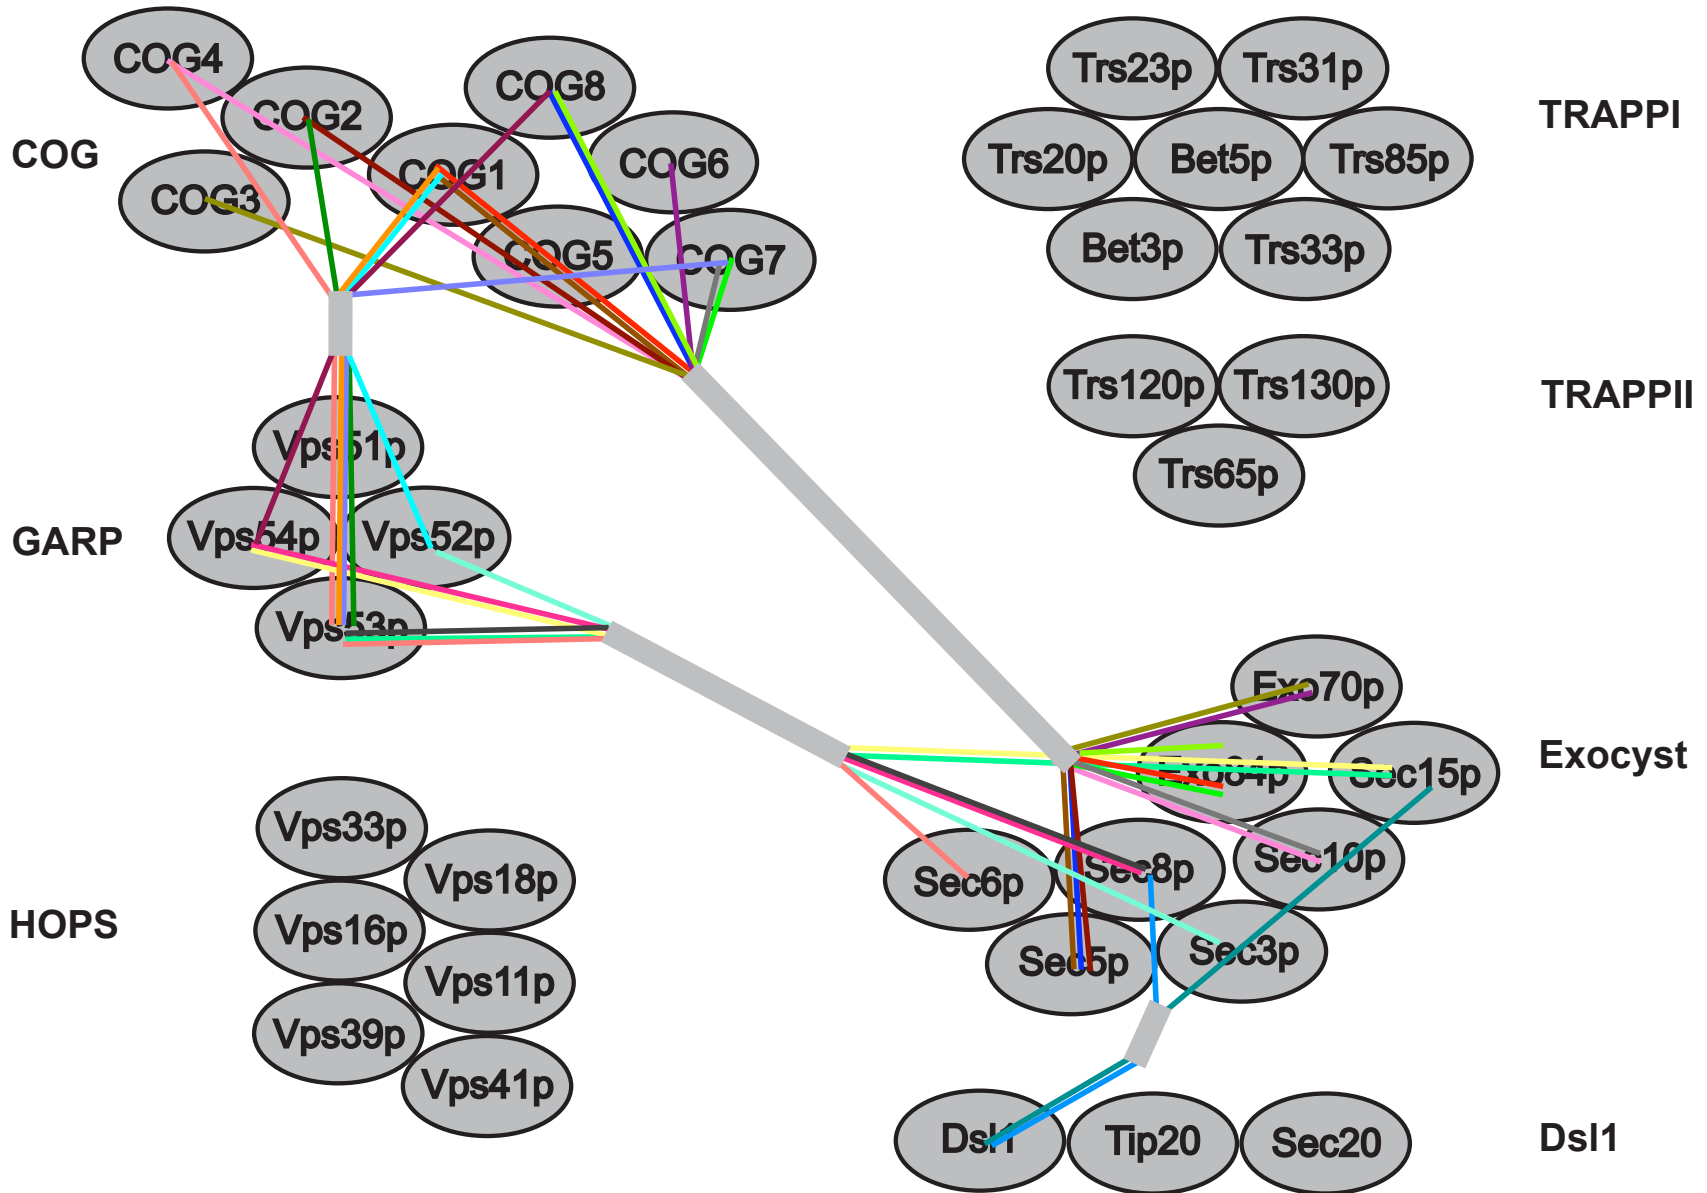 COG
COG4
COG2
COG3
COG1
COG8
COG6
COG5
COG7
TRAPPI
Trs23p
Trs31p
Trs20p
Bet5p
Trs85p
Bet3p
Trs33p
TRAPPII
Trs120p
Trs130p
Trs65p
GARP
Vps51p
Vps54p
Vps52p
Vps53p
Exocyst
Exo70p
Exo84p
Sec15p
Sec6p
Sec8p
Sec10p
Sec5p
Sec3p
HOPS
Vps33p
Vps18p
Vps16p
Vps11p
Vps39p
Vps41p
Dsl1
Tip20
Sec20
Dsl1